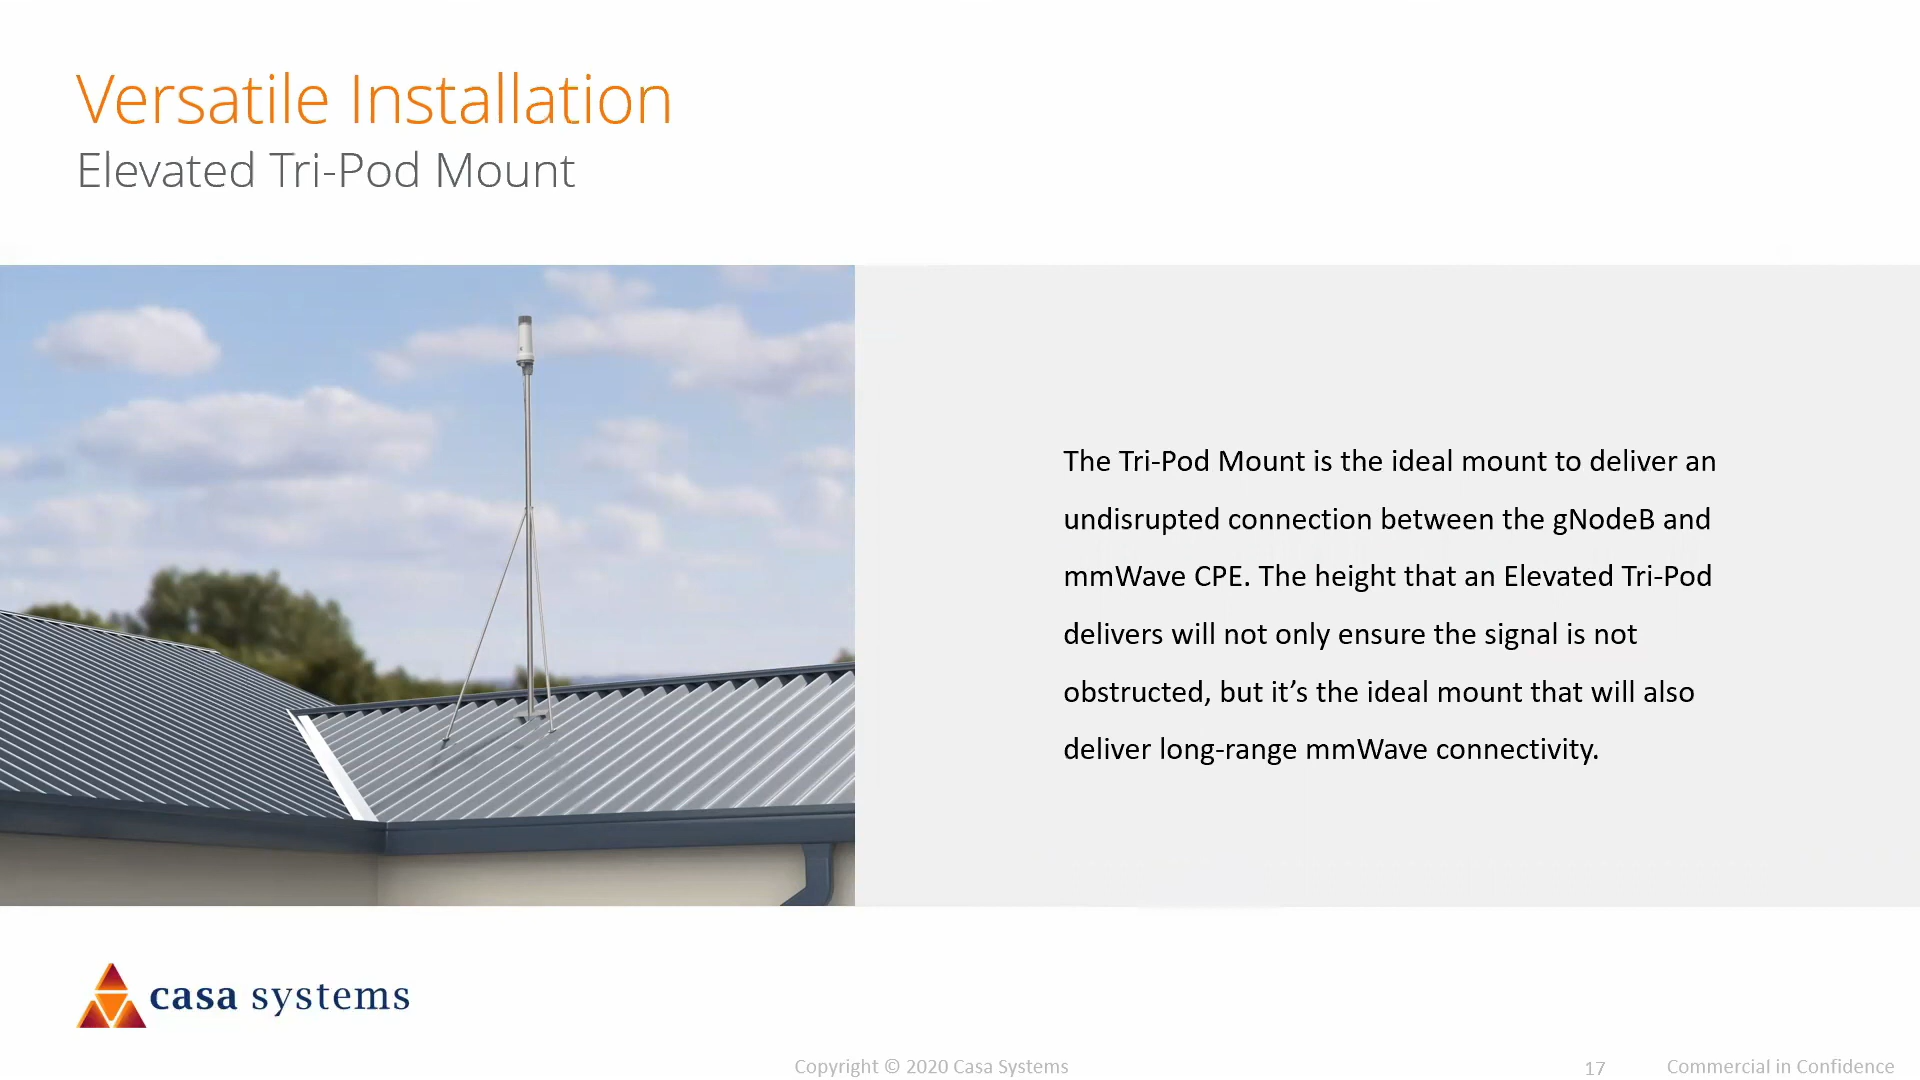 Versatile Installation
Elevated Tri-Pod Mount
The Tri-Pod Mount is the ideal mount to deliver an
undisrupted connection between the gNodeB and
mmWave CPE. The height that an Elevated Tri-Pod
delivers will not only ensure the signal is not
obstructed, but it’s the ideal mount that will also
deliver long-range mmWave connectivity.
casa systems
Copyright © 2020 Casa Systems
17
Commercial in Confidence